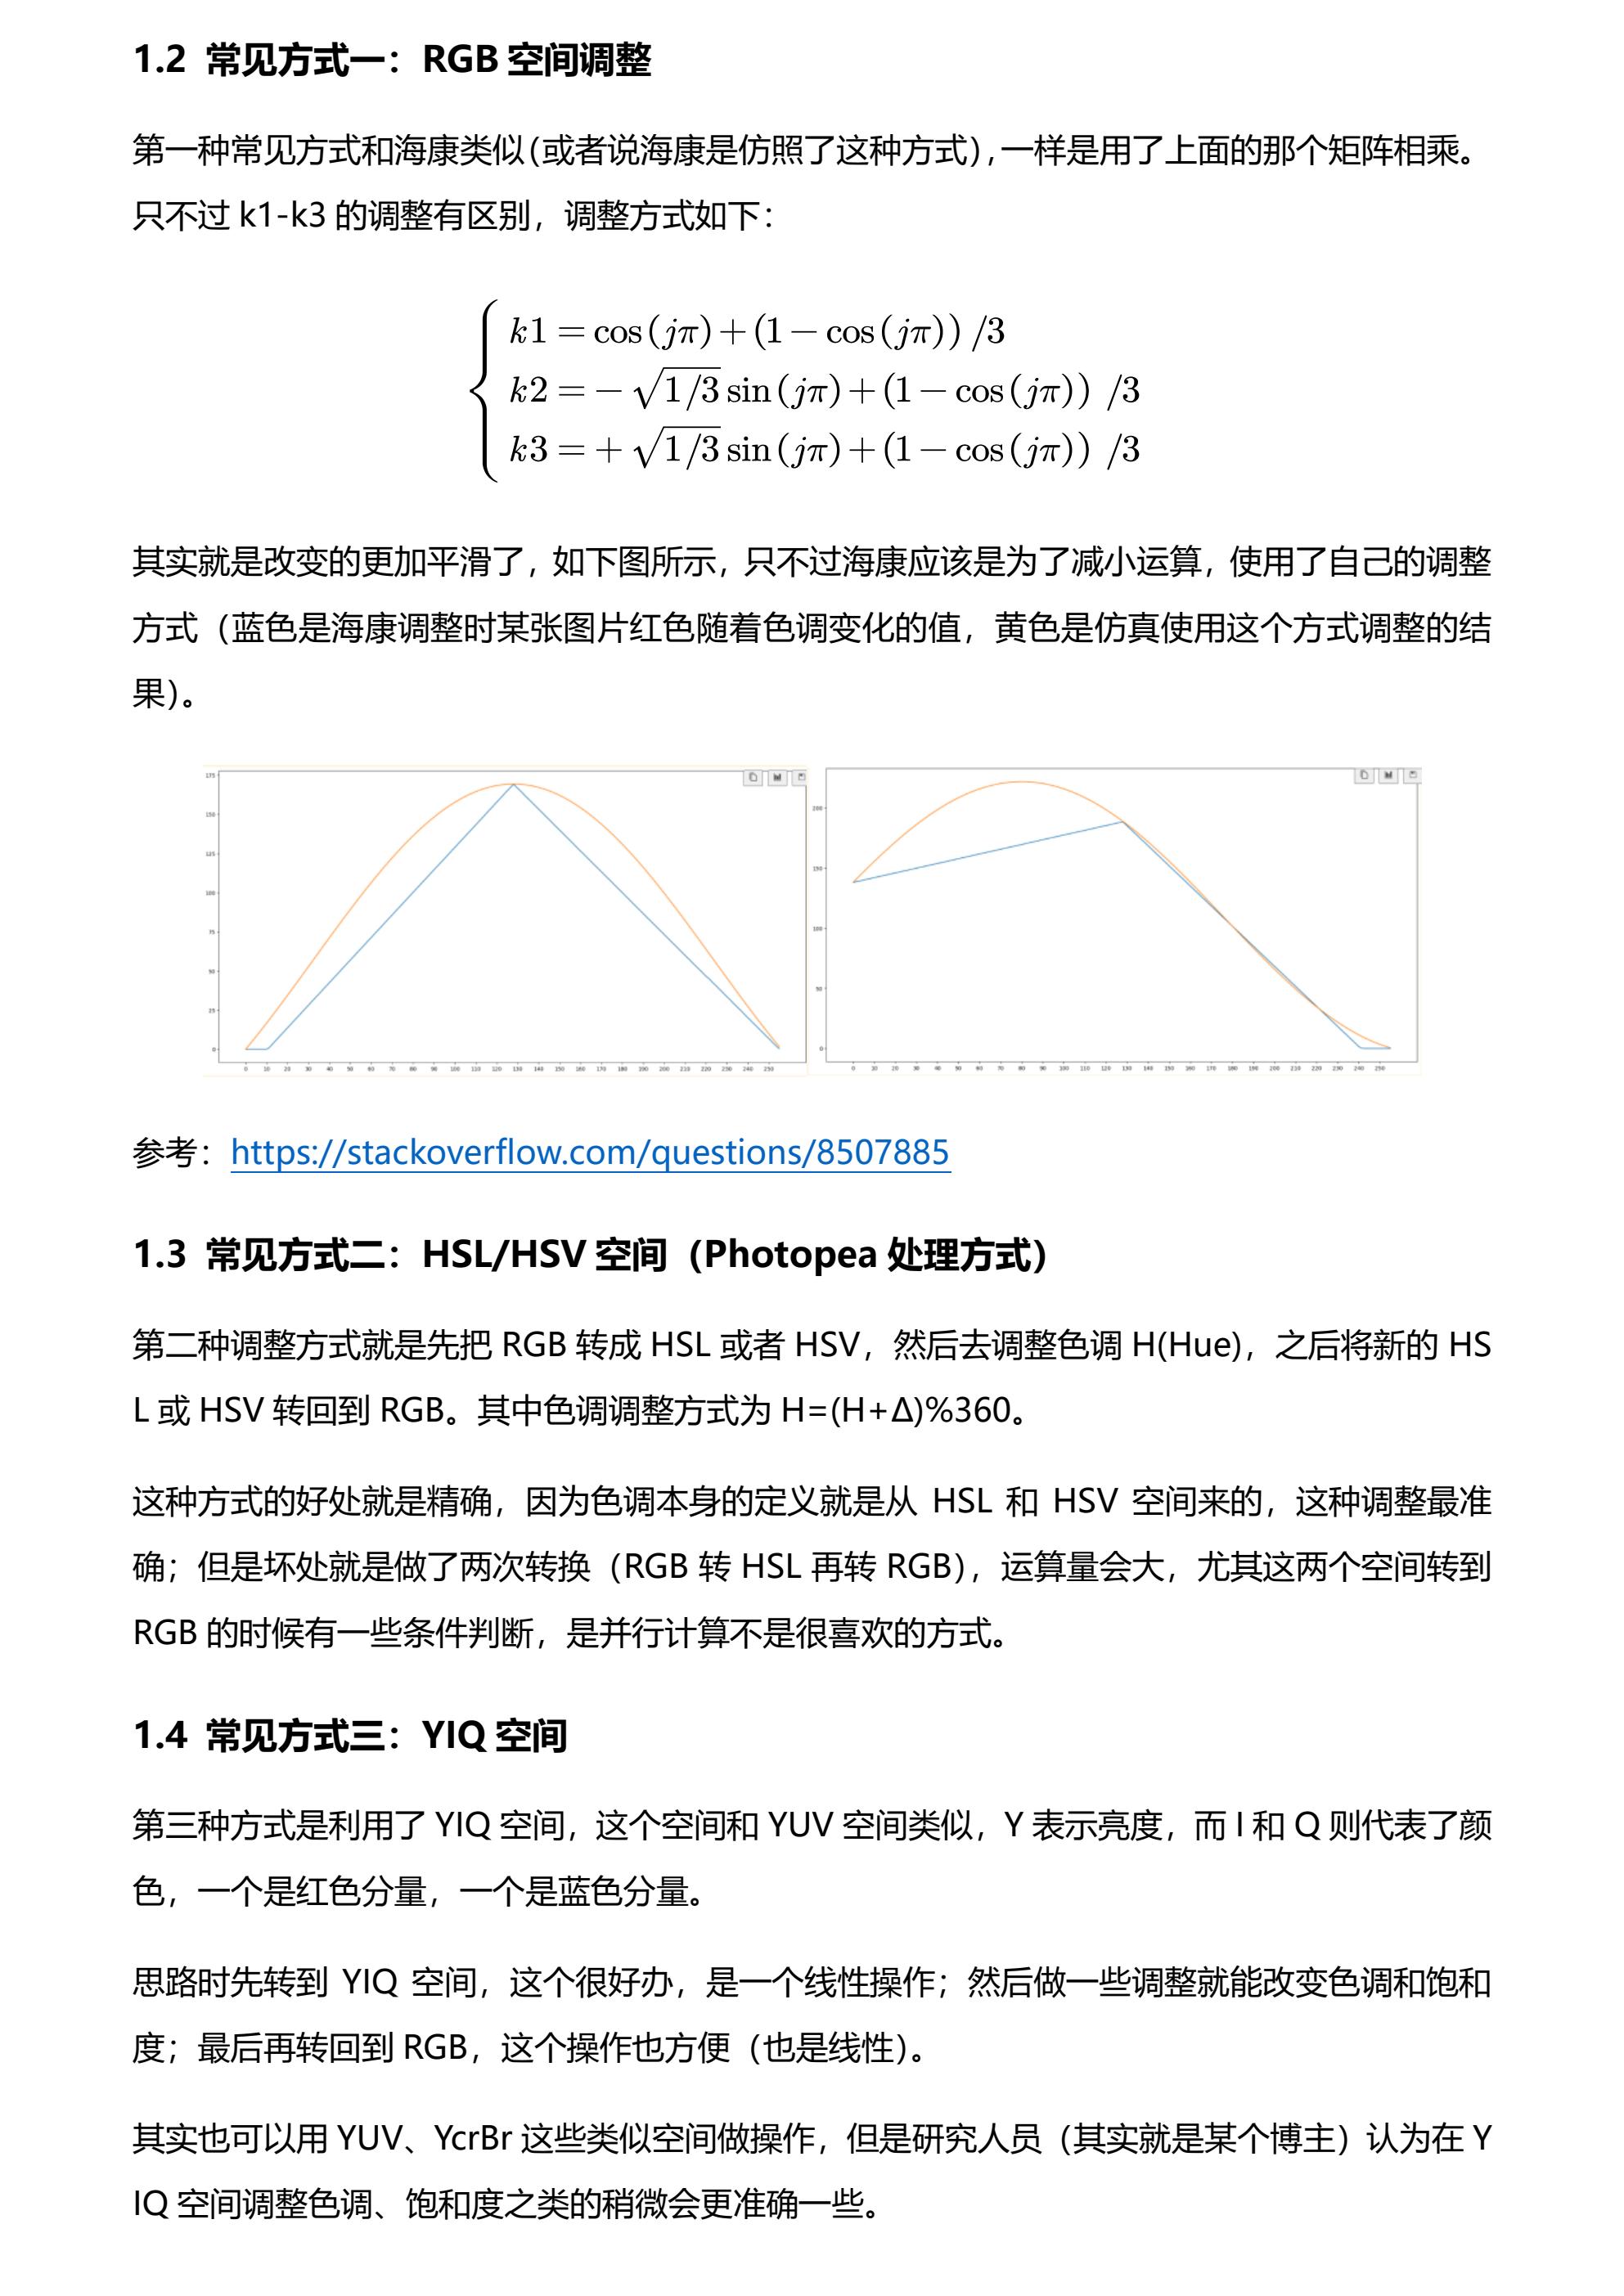 1.2 常见方式一：RGB 空间调整
第一种常见方式和海康类似（或者说海康是仿照了这种方式），一样是用了上面的那个矩阵相乘。
只不过 k1-k3 的调整有区别，调整方式如下：
k1 = cos(jπ) + (1 − cos(jπ)) /3
k2 = − √1/3 sin(jπ) + (1 − cos(jπ)) /3
k3 = + √1/3 sin(jπ) + (1 − cos(jπ)) /3
其实就是改变的更加平滑了，如下图所示，只不过海康应该是为了减小运算，使用了自己的调整
方式（蓝色是海康调整时某张图片红色随着色调变化的值，黄色是仿真使用这个方式调整的结
果）。
175
150
125
100
75
50
25
0
0 10 20 30 40 50 60 70 80 90 100 110 120 130 140 150 160 170 180 190 200 210 220 230 240 250
200
150
100
50
0
0 10 20 30 40 50 60 70 80 90 100 110 120 130 140 150 160 170 180 190 200 210 220 230 240 250
参考：https://stackoverflow.com/questions/8507885
1.3 常见方式二：HSL/HSV 空间（Photopea 处理方式）
第二种调整方式就是先把 RGB 转成 HSL 或者 HSV，然后去调整色调 H(Hue)，之后将新的 HS
L 或 HSV 转回到 RGB。其中色调调整方式为 H=(H+Δ)%360。
这种方式的好处就是精确，因为色调本身的定义就是从 HSL 和 HSV 空间来的，这种调整最准
确；但是坏处就是做了两次转换（RGB 转 HSL 再转 RGB），运算量会大，尤其这两个空间转到
RGB 的时候有一些条件判断，是并行计算不是很喜欢的方式。
1.4 常见方式三：YIQ 空间
第三种方式是利用了 YIQ 空间，这个空间和 YUV 空间类似，Y 表示亮度，而 I 和 Q 则代表了颜
色，一个是红色分量，一个是蓝色分量。
思路时先转到 YIQ 空间，这个很好办，是一个线性操作；然后做一些调整就能改变色调和饱和
度；最后再转回到 RGB，这个操作也方便（也是线性）。
其实也可以用 YUV、YcrBr 这些类似空间做操作，但是研究人员（其实就是某个博主）认为在 Y
IQ 空间调整色调、饱和度之类的稍微会更准确一些。